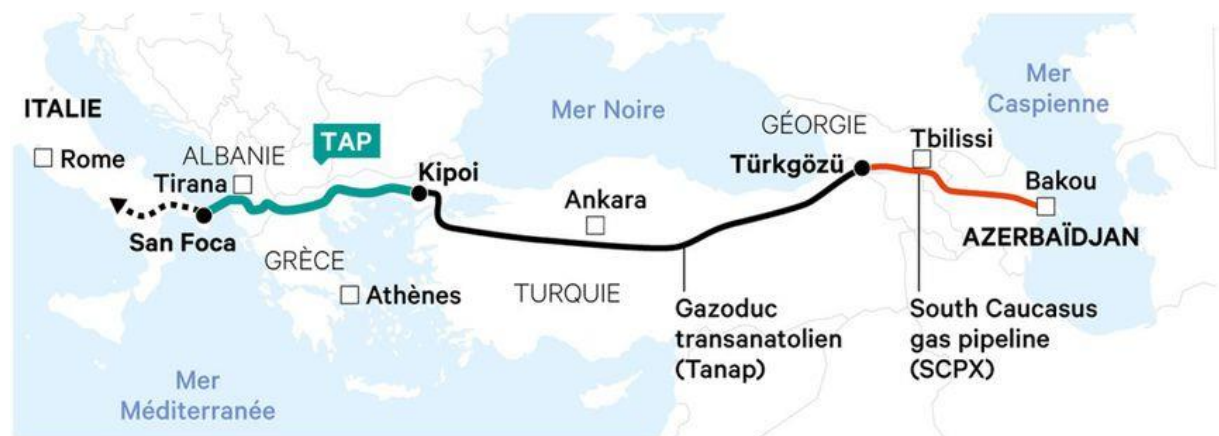 Mer
Caspienne
Mer Noire
ITALIE
GÉORGIE
TAP
Tbilissi
Rome
ALBANIE
Türkgözü
Tirana
Kipoi
Bakou
Ankara
San Foca
AZERBAÏDJAN
GRÈCE
Athènes
TURQUIE
Gazoduc
transanatolien
(Tanap)
South Caucasus
gas pipeline
(SCPX)
Mer
Méditerranée